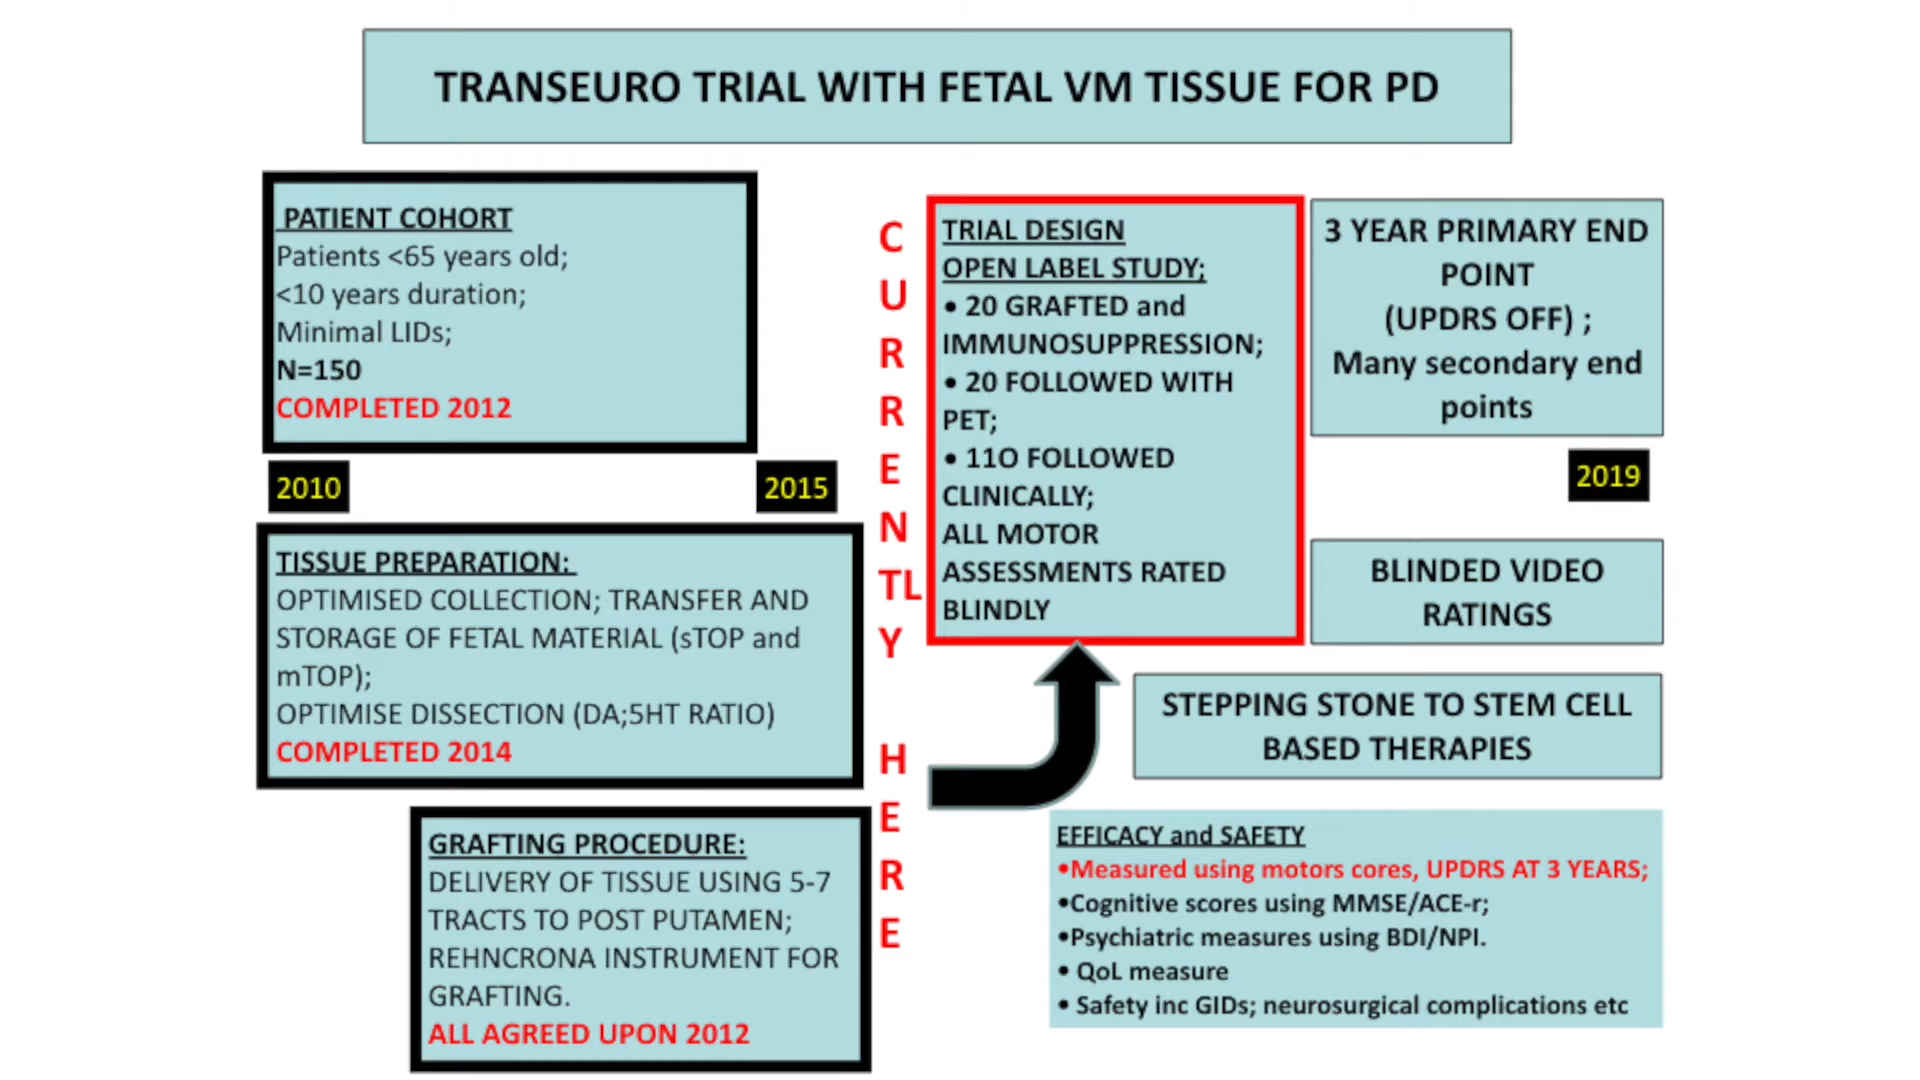 TRANSEURO TRIAL WITH FETAL VM TISSUE FOR PD
PATIENT COHORT
Patients <65 years old;
<10 years duration;
Minimal LIDs;
N=150
COMPLETED 2012
2010
2015
TISSUE PREPARATION:
OPTIMISED COLLECTION; TRANSFER AND
STORAGE OF FETAL MATERIAL (sTOP and
mTOP);
OPTIMISE DISSECTION (DA;5HT RATIO)
COMPLETED 2014
GRAFTING PROCEDURE:
DELIVERY OF TISSUE USING 5-7
TRACTS TO POST PUTAMEN;
REHNCRONA INSTRUMENT FOR
GRAFTING.
ALL AGREED UPON 2012
C
U
R
R
E
N
TL
Y
H
E
R
E
TRIAL DESIGN
OPEN LABEL STUDY;
• 20 GRAFTED and
IMMUNOSUPPRESSION;
• 20 FOLLOWED WITH
PET;
• 11O FOLLOWED
CLINICALLY;
ALL MOTOR
ASSESSMENTS RATED
BLINDLY
3 YEAR PRIMARY END
POINT
(UPDRS OFF) ;
Many secondary end
points
2019
BLINDED VIDEO
RATINGS
STEPPING STONE TO STEM CELL
BASED THERAPIES
EFFICACY and SAFETY
•Measured using motors cores, UPDRS AT 3 YEARS;
•Cognitive scores using MMSE/ACE-r;
•Psychiatric measures using BDI/NPI.
• QoL measure
• Safety inc GIDs; neurosurgical complications etc